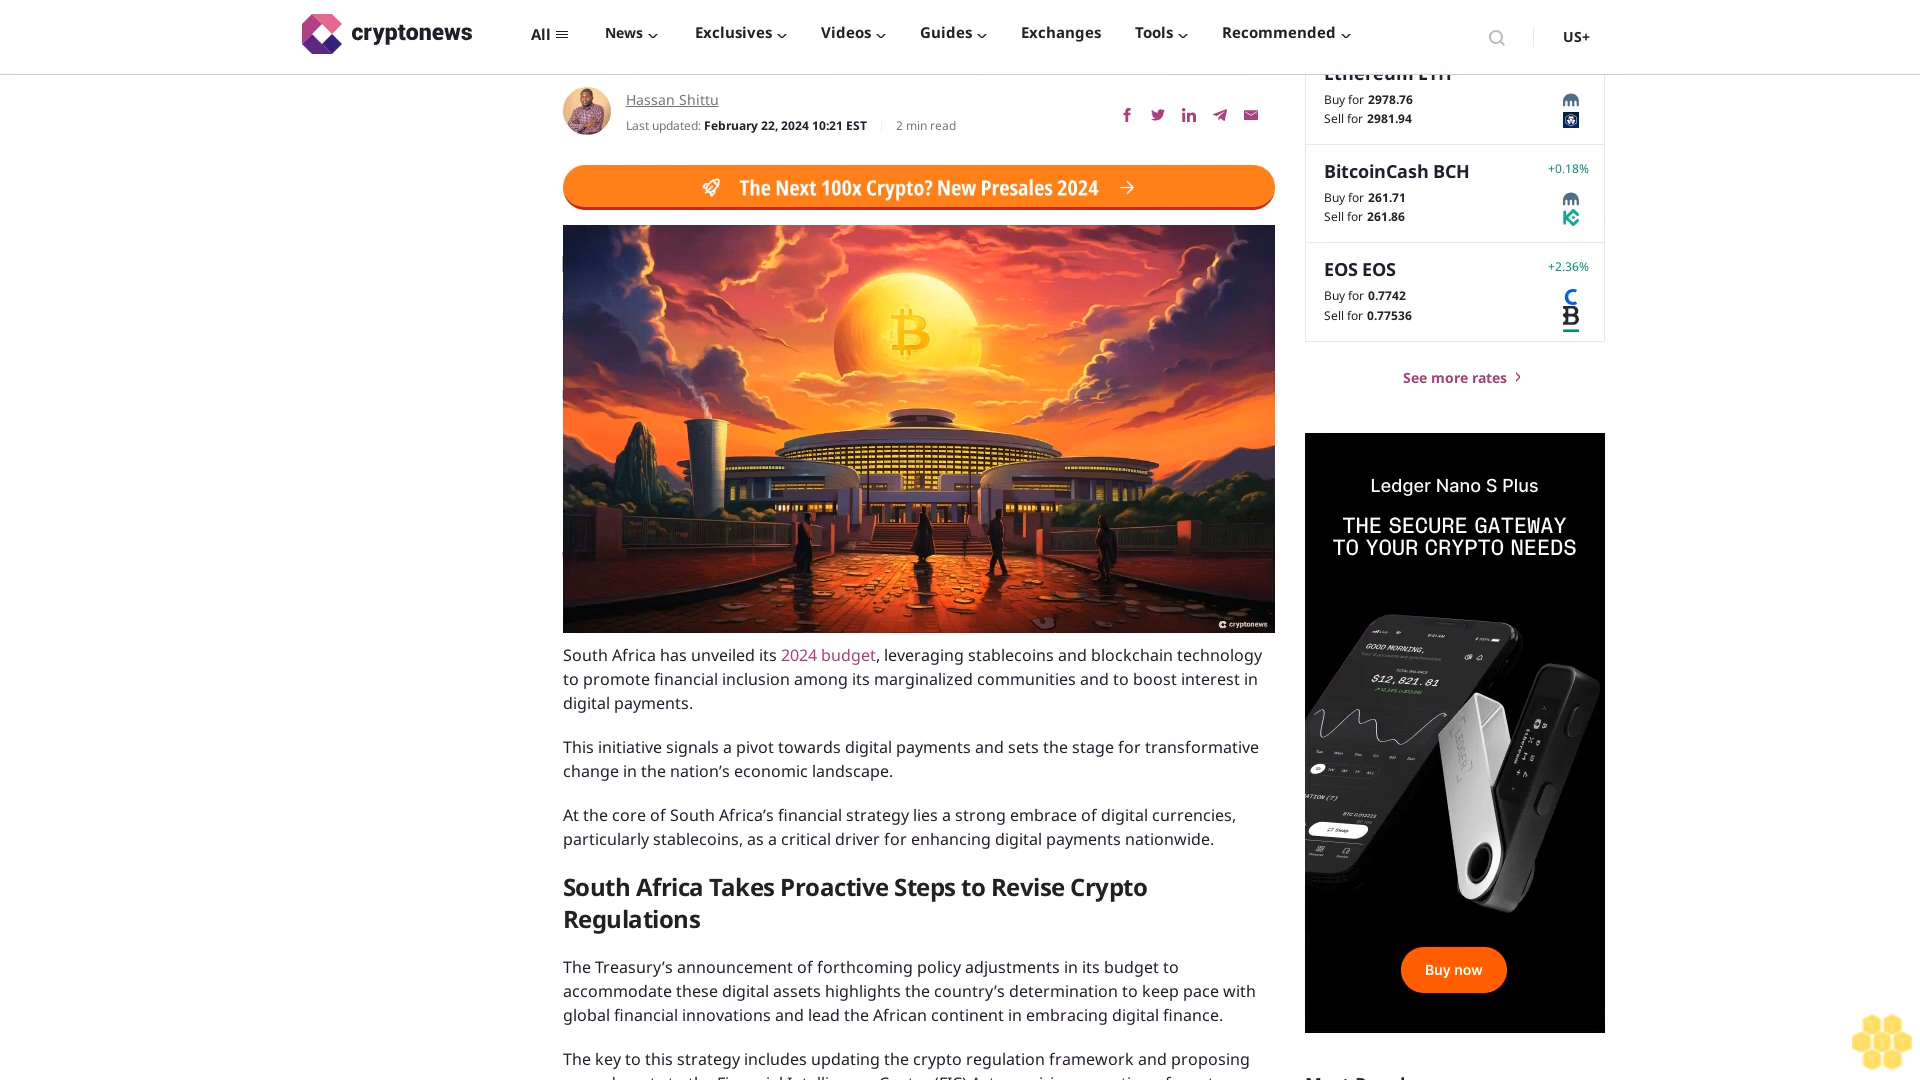 cryptonews
All
News
Exclusives
Videos
Guides
Exchanges
Tools
Recommended
US+
Hassan Shittu
Last updated: February 22, 2024 10:21 EST
2 min read
The Next 100x Crypto? New Presales 2024
cryptonews
South Africa has unveiled its 2024 budget, leveraging stablecoins and blockchain technology
to promote financial inclusion among its marginalized communities and to boost interest in
digital payments.
This initiative signals a pivot towards digital payments and sets the stage for transformative
change in the nation’s economic landscape.
At the core of South Africa’s financial strategy lies a strong embrace of digital currencies,
particularly stablecoins, as a critical driver for enhancing digital payments nationwide.
South Africa Takes Proactive Steps to Revise Crypto
Regulations
The Treasury’s announcement of forthcoming policy adjustments in its budget to
accommodate these digital assets highlights the country’s determination to keep pace with
global financial innovations and lead the African continent in embracing digital finance.
The key to this strategy includes updating the crypto regulation framework and proposing
Ethereum ETH
Buy for 2978.76
Sell for 2981.94
BitcoinCash BCH
+0.18%
Buy for 261.71
Sell for 261.86
EOS EOS
+2.36%
Buy for 0.7742
Sell for 0.77536
See more rates
Ledger Nano S Plus
THE SECURE GATEWAY
TO YOUR CRYPTO NEEDS
GOOD MORNING,
$12,821.81
Swap
LEDGER
Buy now